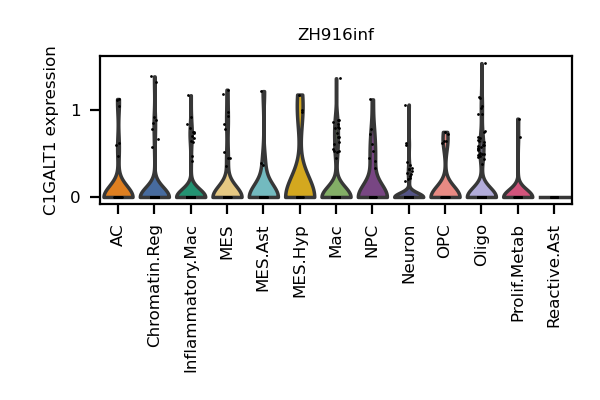 ZH916inf
C1GALT1 expression
1
0
AC
Chromatin.Reg
Inflammatory.Mac
MES
MES.Ast
MES.Hyp
Mac
NPC
Neuron
OPC
Oligo
Prolif.Metab
Reactive.Ast